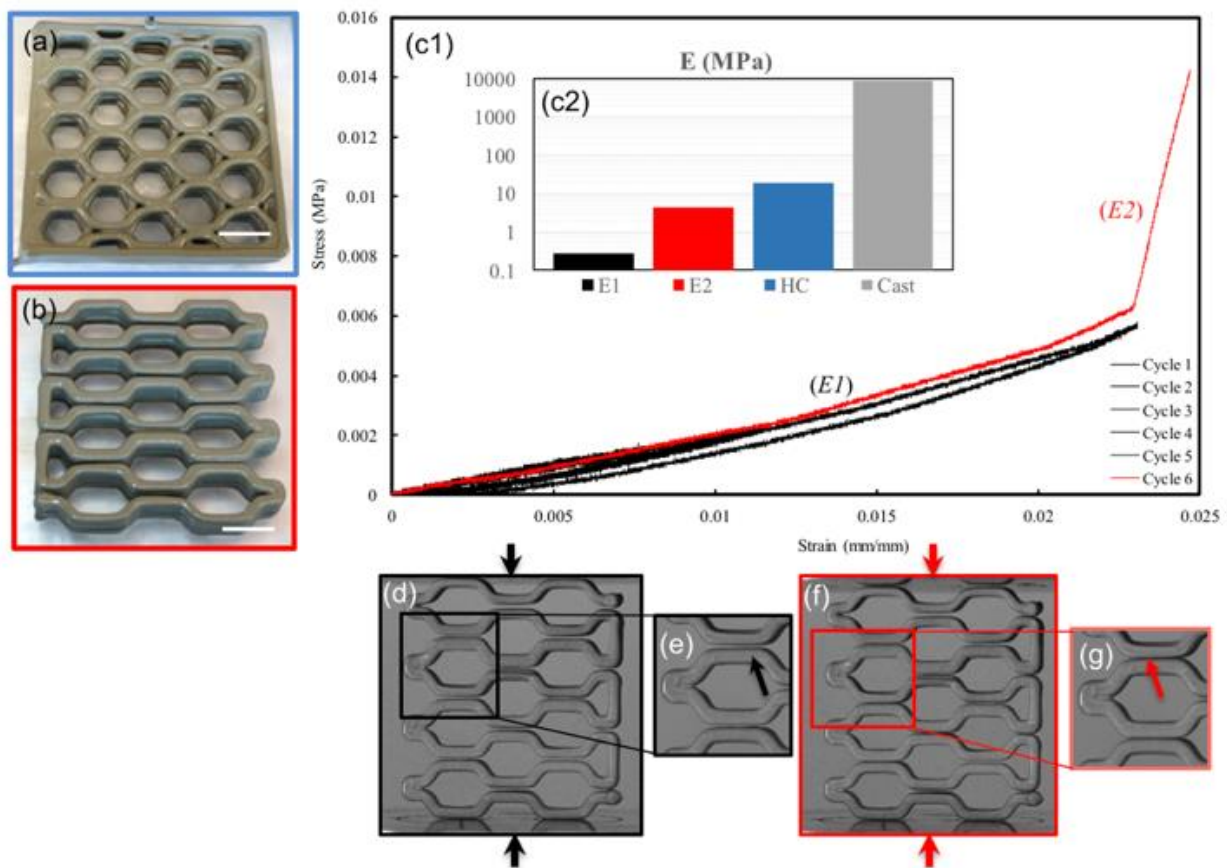 (a)
(b)
(c1)
Stress (MPa)
0.016
0.014
0.012
0.01
0.008
0.006
0.004
0.002
0
E (MPa)
(c2)
10000
1000
100
10
1
0.1
E1 E2 HC Cast
(E2)
(E1)
Cycle 1
Cycle 2
Cycle 3
Cycle 4
Cycle 5
Cycle 6
0 0.005 0.01 0.015 0.02 0.025
Strain (mm/mm)
(d)
(e)
(f)
(g)